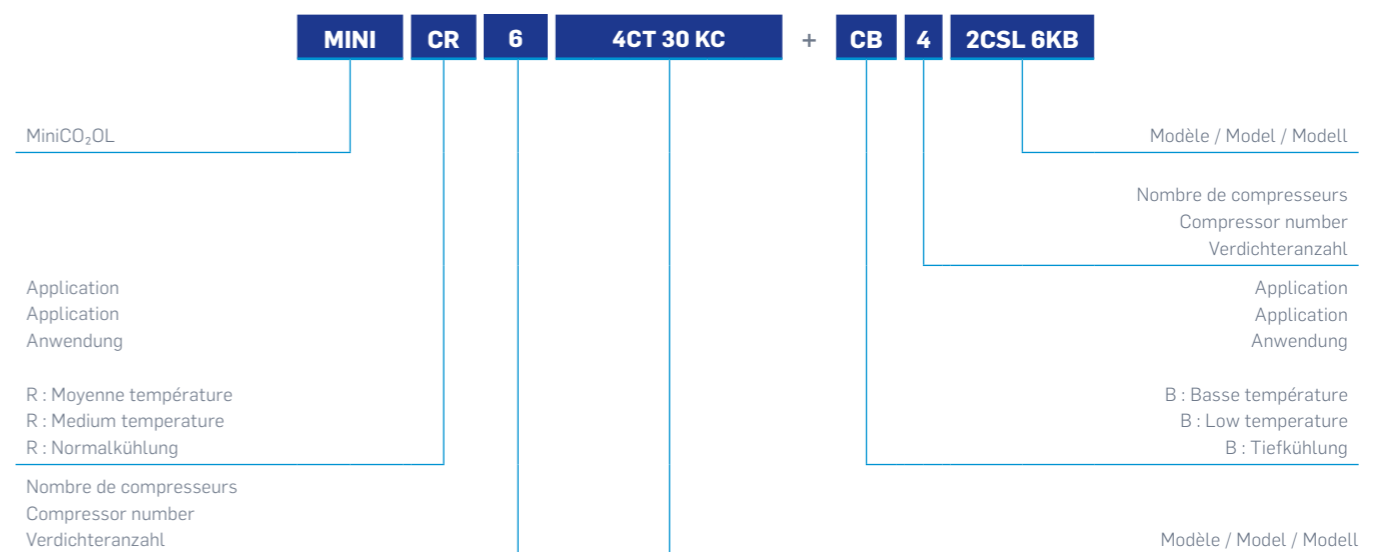 MINI CR 6 4CT 30 KC + CB 4 2CSL 6KB
MiniCO₂OL
Modèle / Model / Modell
Nombre de compresseurs
Compressor number
Verdichteranzahl
Application
Application
Anwendung
R : Moyenne température
R : Medium temperature
R : Normalkühlung
Application
Application
Anwendung
B : Basse température
B : Low temperature
B : Tiefkühlung
Nombre de compresseurs
Compressor number
Verdichteranzahl
Modèle / Model / Modell